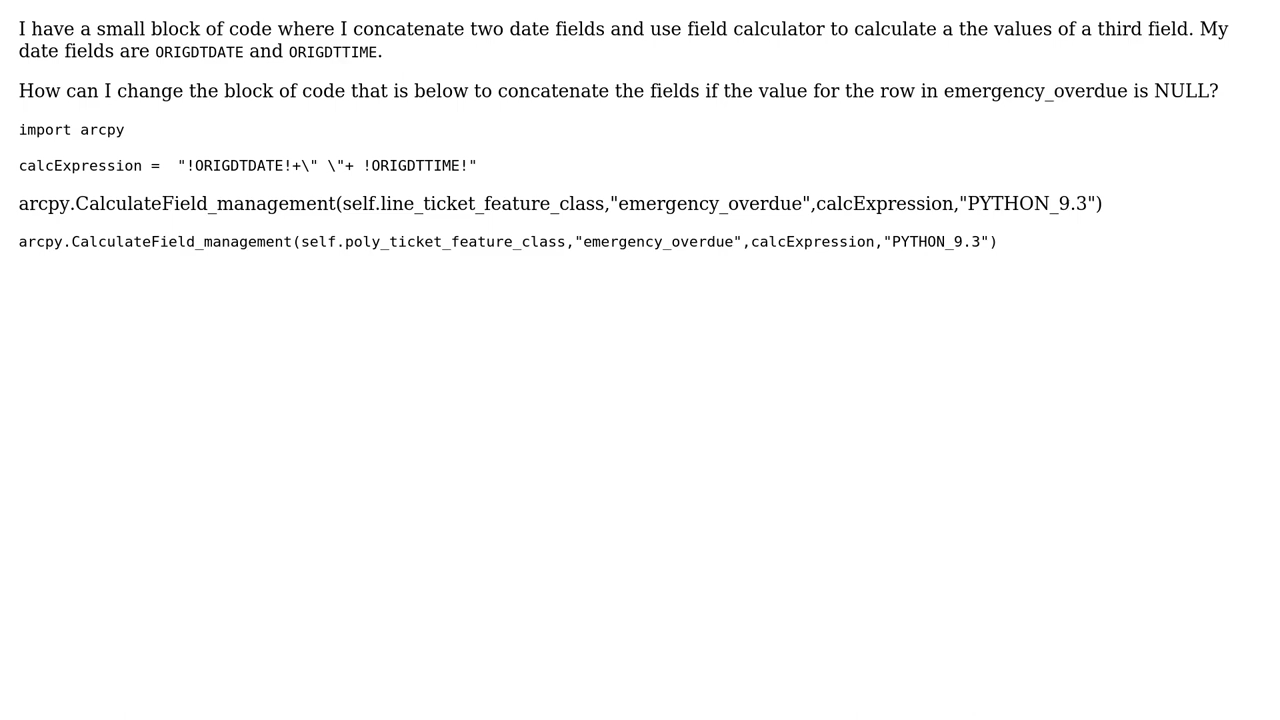 I have a small block of code where I concatenate two date fields and use field calculator to calculate a the values of a third field. My
date fields are ORIGDTDATE and ORIGDTTIME.
How can I change the block of code that is below to concatenate the fields if the value for the row in emergency_overdue is NULL?
import arcpy
calcExpression =  "!ORIGDTDATE!+\" \"+ !ORIGDTTIME!"
arcpy.CalculateField_management(self.line_ticket_feature_class,"emergency_overdue",calcExpression,"PYTHON_9.3")
arcpy.CalculateField_management(self.poly_ticket_feature_class,"emergency_overdue",calcExpression,"PYTHON_9.3")